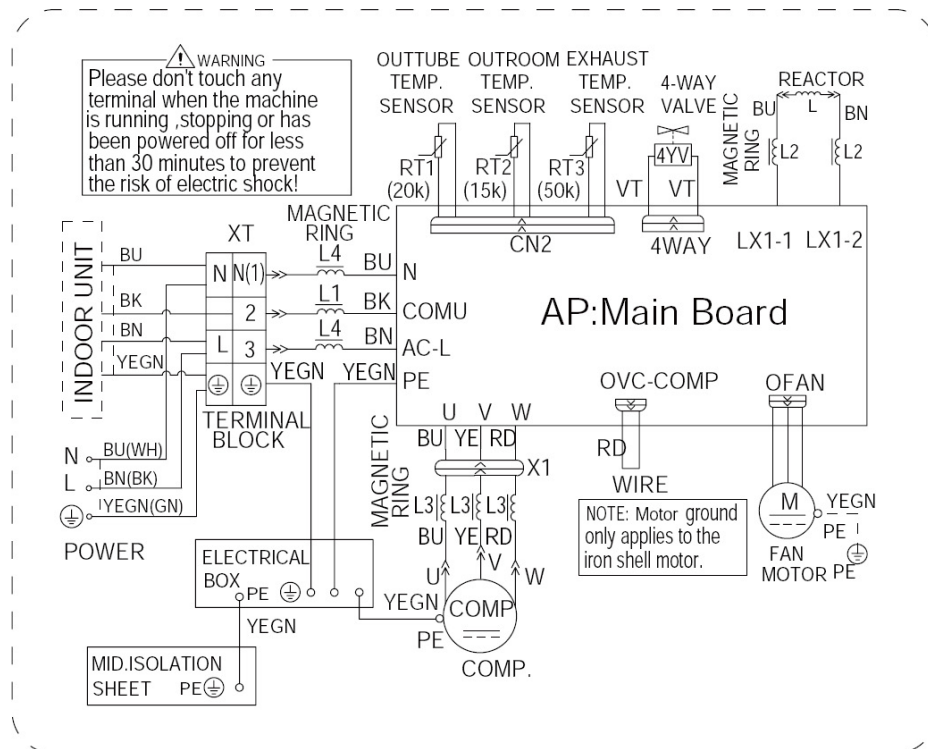 WARNING
Please don't touch any
terminal when the machine
is running ,stopping or has
been powered off for less
than 30 minutes to prevent
the risk of electric shock!
OUTTUBE
TEMP.
SENSOR
OUTROOM
TEMP.
SENSOR
EXHAUST
TEMP.
SENSOR
4-WAY
VALVE
MAGNETIC
RING
REACTOR
BU
L
BN
L2
L2
RT1
(20k)
RT2
(15k)
RT3
(50k)
4YV
VT
VT
CN2
4WAY
LX1-1
LX1-2
INDOOR UNIT
BU
BK
BN
YEGN
XT
N
N(1)
2
L
3
TERMINAL
BLOCK
MAGNETIC
RING
L4
BU
N
L1
BK
COMU
L4
BN
AC-L
YEGN
YEGN
PE
AP:Main Board
OVC-COMP
OFAN
U
V
W
BU
YE
RD
X1
MAGNETIC
RING
L3
L3
L3
BU
YE
RD
U
V
W
RD
WIRE
NOTE: Motor ground
only applies to the
iron shell motor.
M
YEGN
PE
FAN
MOTOR
PE
N
BU(WH)
L
BN(BK)
YEGN(GN)
POWER
ELECTRICAL
BOX
PE
YEGN
YEGN
PE
COMP
COMP.
MID.ISOLATION
SHEET
PE